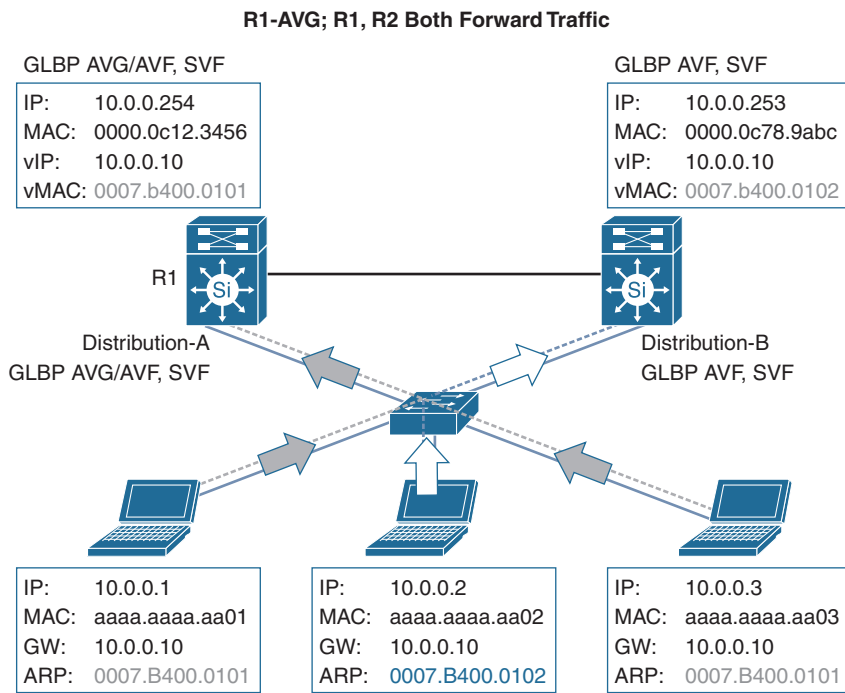 R1-AVG; R1, R2 Both Forward Traffic
GLBP AVG/AVF, SVF
IP: 10.0.0.254
MAC: 0000.0c12.3456
vIP: 10.0.0.10
vMAC: 0007.b400.0101
GLBP AVF, SVF
IP: 10.0.0.253
MAC: 0000.0c78.9abc
vIP: 10.0.0.10
vMAC: 0007.b400.0102
R1
Si
Si
Distribution-A
GLBP AVG/AVF, SVF
Distribution-B
GLBP AVF, SVF
IP: 10.0.0.1
MAC: aaaa.aaaa.aa01
GW: 10.0.0.10
ARP: 0007.B400.0101
IP: 10.0.0.2
MAC: aaaa.aaaa.aa02
GW: 10.0.0.10
ARP: 0007.B400.0102
IP: 10.0.0.3
MAC: aaaa.aaaa.aa03
GW: 10.0.0.10
ARP: 0007.B400.0101